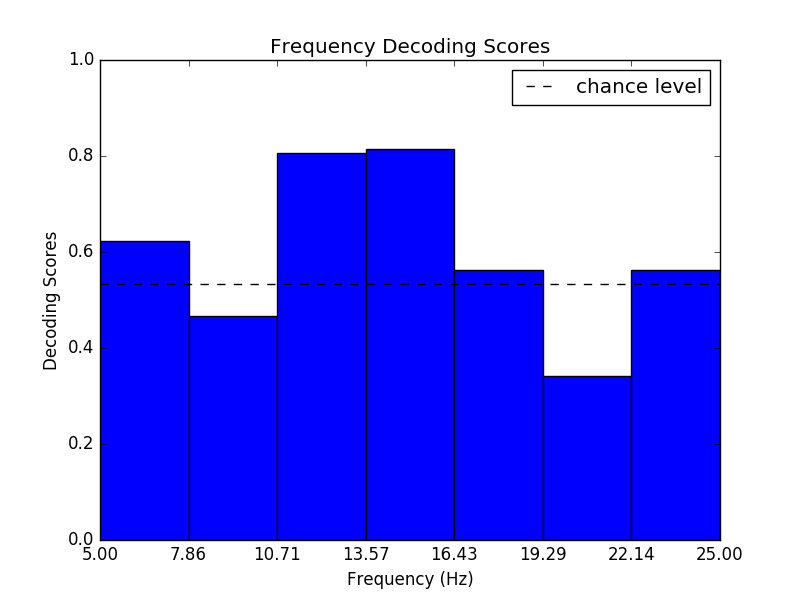 Frequency Decoding Scores
1.0
chance level
0.8
0.6
Decoding Scores
0.4
0.2
0.0
5.00 7.86 10.71 13.57 16.43 19.29 22.14 25.00
Frequency (Hz)